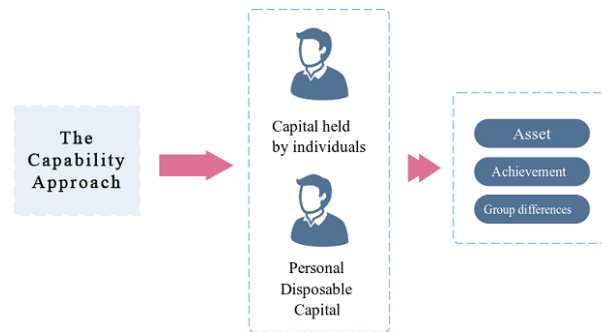 The
Capability
Approach
Capital held
by individuals
Personal
Disposable
Capital
Asset
Achievement
Group differences